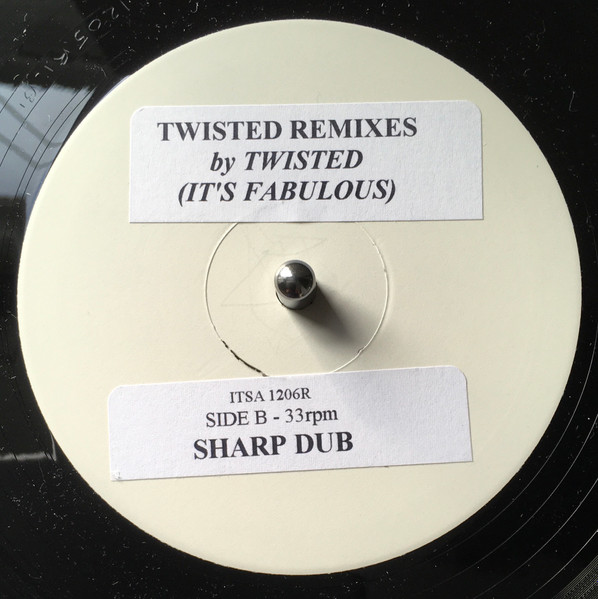 TWISTED REMIXES
by TWISTED
(IT'S FABULOUS)
ITSA 1206R
SIDE B - 33rpm
SHARP DUB